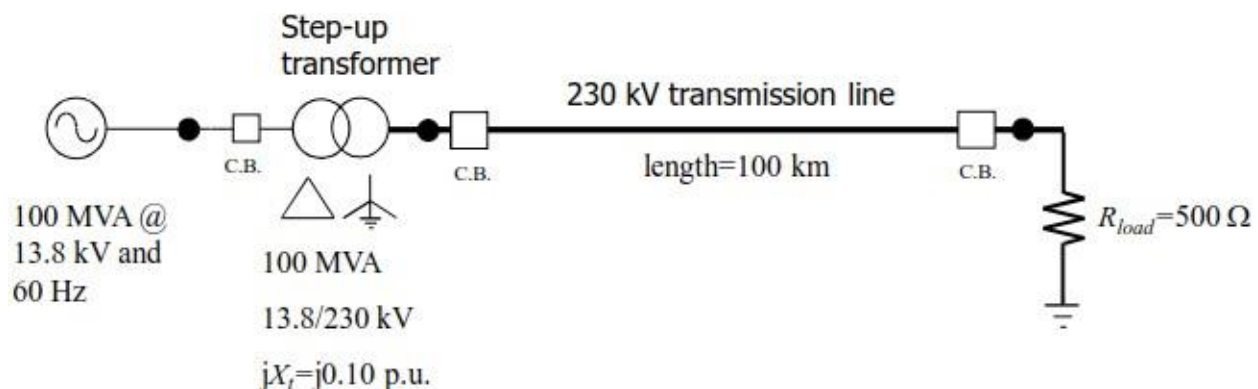 Step-up
transformer
230 kV transmission line
C.B.
C.B.
length=100 km
C.B.
100 MVA @
13.8 kV and
60 Hz
100 MVA
13.8/230 kV
jXₜ=j0.10 p.u.
R_load=500 Ω